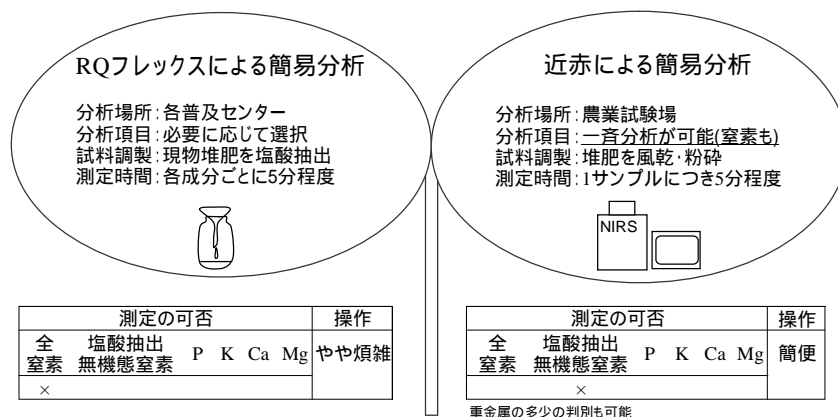 RQフレックスによる簡易分析
分析場所:各普及センター
分析項目:必要に応じて選択
試料調製:現物堆肥を塩酸抽出
測定時間:各成分ごとに5分程度
測定の可否 操作
全窒素 塩酸抽出無機態窒素 P K Ca Mg やや煩雑
×
近赤による簡易分析
分析場所:農業試験場
分析項目:一斉分析が可能(窒素も)
試料調製:堆肥を風乾・粉砕
測定時間:1サンプルにつき5分程度
NIRS
測定の可否 操作
全窒素 塩酸抽出無機態窒素 P K Ca Mg 簡便
×
重金属の多少の判別も可能